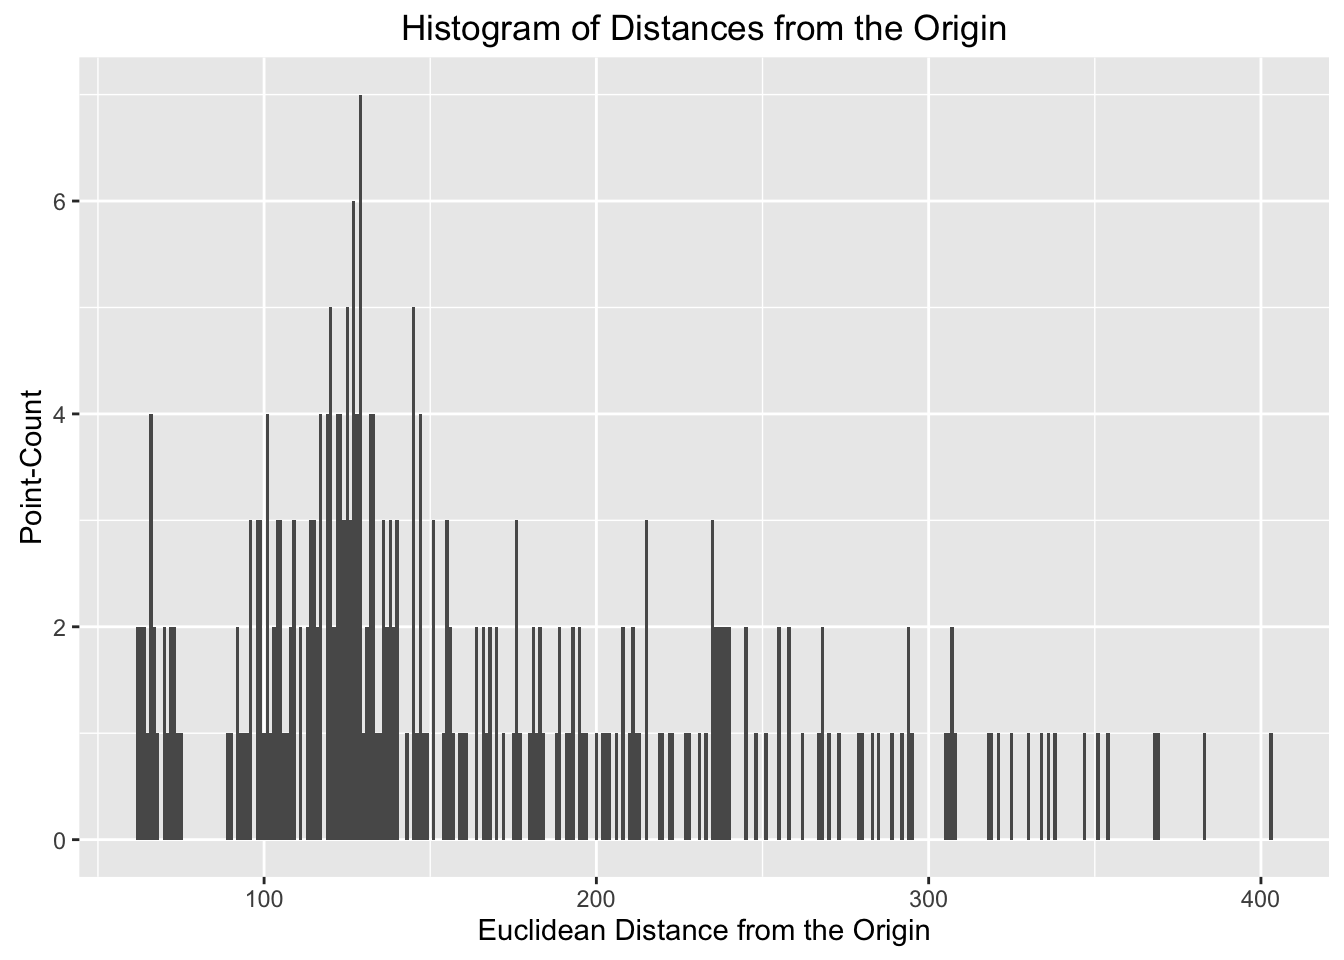 Histogram of Distances from the Origin
Point-Count
6
4
2
0
100 200 300 400
Euclidean Distance from the Origin